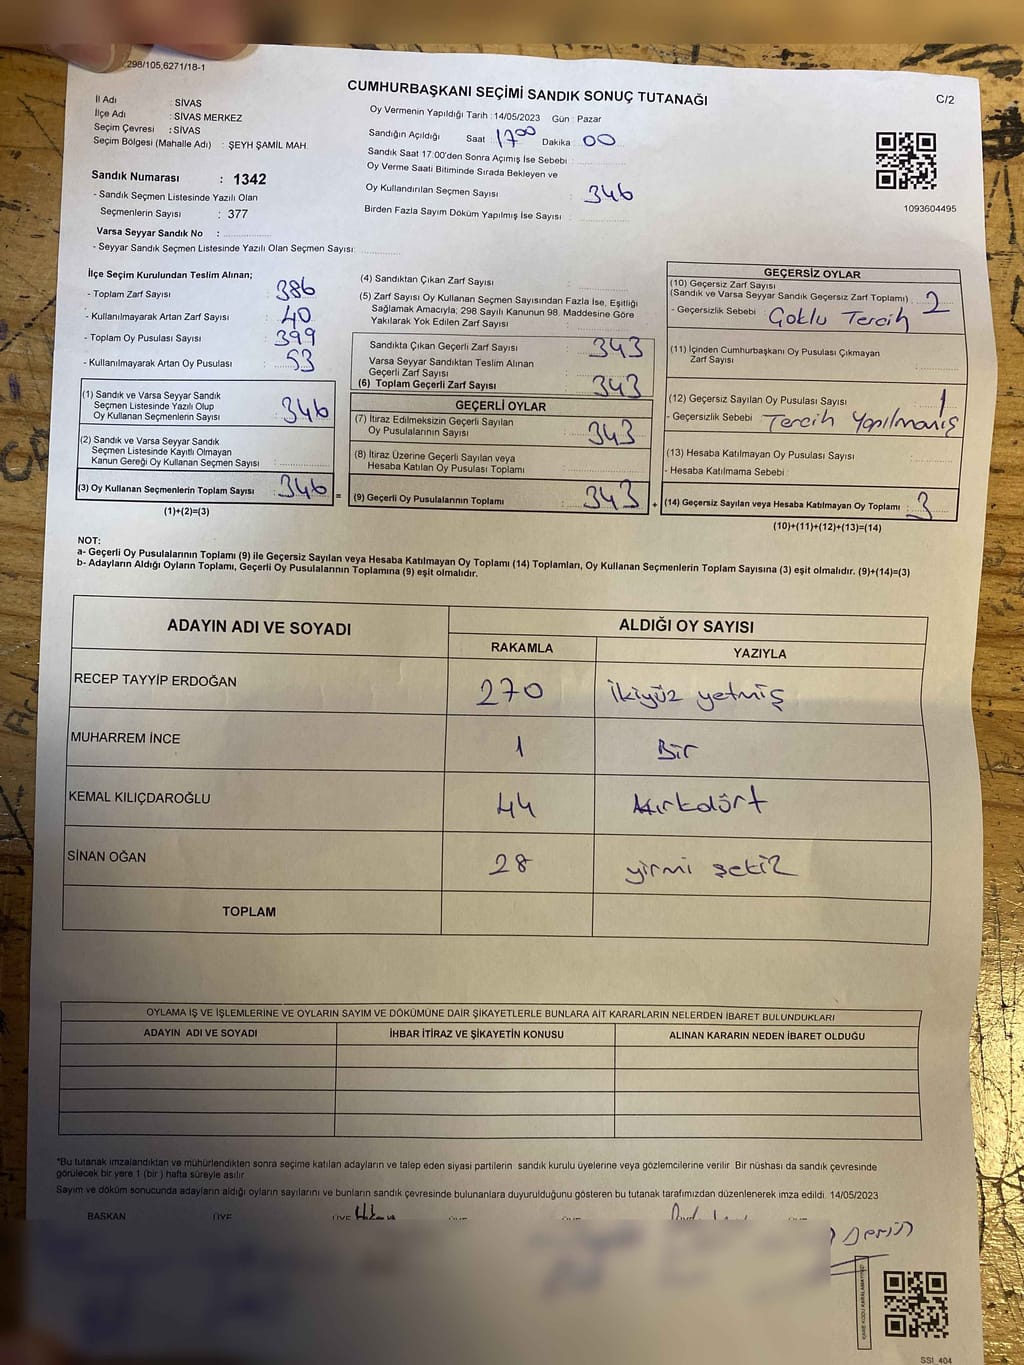 298/105,6271/18-1
CUMHURBAŞKANI SEÇİMİ SANDIK SONUÇ TUTANAĞI
C/2
İl Adı : SİVAS
İlçe Adı : SİVAS MERKEZ
Seçim Çevresi : SİVAS
Seçim Bölgesi (Mahalle Adı) : ŞEYH ŞAMİL MAH.
Oy Vermenin Yapıldığı Tarih : 14/05/2023 Gün : Pazar
Sandığın Açıldığı Saat 17 00 Dakika : 00
Sandık Saat 17:00'den Sonra Açımış İse Sebebi :
Oy Verme Saati Bitiminde Sırada Bekleyen ve
Oy Kullandırılan Seçmen Sayısı : 346
Birden Fazla Sayım Döküm Yapılmış İse Sayısı :
1093604495
Sandık Numarası : 1342
- Sandık Seçmen Listesinde Yazılı Olan
Seçmenlerin Sayısı : 377
Varsa Seyyar Sandık No :
- Seyyar Sandık Seçmen Listesinde Yazılı Olan Seçmen Sayısı:
İlçe Seçim Kurulundan Teslim Alınan;
- Toplam Zarf Sayısı : 386
- Kullanılmayarak Artan Zarf Sayısı : 40
- Toplam Oy Pusulası Sayısı : 399
- Kullanılmayarak Artan Oy Pusulası : 53
(1) Sandık ve Varsa Seyyar Sandık
Seçmen Listesinde Yazılı Olup
Oy Kullanan Seçmenlerin Sayısı : 346
(2) Sandık ve Varsa Seyyar Sandık
Seçmen Listesinde Kayıtlı Olmayan
Kanun Gereği Oy Kullanan Seçmen Sayısı :
(3) Oy Kullanan Seçmenlerin Toplam Sayısı : 346 =
(1)+(2)=(3)
(4) Sandıktan Çıkan Zarf Sayısı :
(5) Zarf Sayısı Oy Kullanan Seçmen Sayısından Fazla İse, Eşitliği
Sağlamak Amacıyla; 298 Sayılı Kanunun 98. Maddesine Göre
Yakılarak Yok Edilen Zarf Sayısı :
Sandıkta Çıkan Geçerli Zarf Sayısı : 343
Varsa Seyyar Sandıktan Teslim Alınan
Geçerli Zarf Sayısı :
(6) Toplam Geçerli Zarf Sayısı : 343
GEÇERLİ OYLAR
(7) İtiraz Edilmeksizin Geçerli Sayılan
Oy Pusulalarının Sayısı : 343
(8) İtiraz Üzerine Geçerli Sayılan veya
Hesaba Katılan Oy Pusulası Toplamı :
(9) Geçerli Oy Pusulalarının Toplamı : 343 +
GEÇERSİZ OYLAR
(10) Geçersiz Zarf Sayısı
(Sandık ve Varsa Seyyar Sandık Geçersiz Zarf Toplamı) : 2
- Geçersizlik Sebebi : Çoklu Tercih
(11) İçinden Cumhurbaşkanı Oy Pusulası Çıkmayan
Zarf Sayısı :
(12) Geçersiz Sayılan Oy Pusulası Sayısı : 1
- Geçersizlik Sebebi : Tercih Yapılmamış
(13) Hesaba Katılmayan Oy Pusulası Sayısı :
- Hesaba Katılmama Sebebi :
(14) Geçersiz Sayılan veya Hesaba Katılmayan Oy Toplamı : 3
(10)+(11)+(12)+(13)=(14)
NOT:
a- Geçerli Oy Pusulalarının Toplamı (9) ile Geçersiz Sayılan veya Hesaba Katılmayan Oy Toplamı (14) Toplamları, Oy Kullanan Seçmenlerin Toplam Sayısına (3) eşit olmalıdır. (9)+(14)=(3)
b- Adayların Aldığı Oyların Toplamı, Geçerli Oy Pusulalarının Toplamına (9) eşit olmalıdır.
ADAYIN ADI VE SOYADI ALDIĞI OY SAYISI
RAKAMLA YAZIYLA
RECEP TAYYİP ERDOĞAN 270 ikiyüz yetmiş
MUHARREM İNCE 1 Bir
KEMAL KILIÇDAROĞLU 44 kırkdört
SİNAN OĞAN 28 yirmi şekiz
TOPLAM
OYLAMA İŞ VE İŞLEMLERİNE VE OYLARIN SAYIM VE DÖKÜMÜNE DAİR ŞİKAYETLERLE BUNLARA AİT KARARLARIN NELERDEN İBARET BULUNDUKLARI
ADAYIN ADI VE SOYADI İHBAR İTİRAZ VE ŞİKAYETİN KONUSU ALINAN KARARIN NEDEN İBARET OLDUĞU
*Bu tutanak imzalandıktan ve mühürlendikten sonra seçime katılan adayların ve talep eden siyasi partilerin sandık kurulu üyelerine veya gözlemcilerine verilir Bir nüshası da sandık çevresinde
görülecek bir yere 1 (bir ) hafta süreyle asılır
Sayım ve döküm sonucunda adayların aldığı oyların sayılarını ve bunların sandık çevresinde bulunanlara duyurulduğunu gösteren bu tutanak tarafımızdan düzenlenerek imza edildi. 14/05/2023
BAŞKAN ÜYE ÜYE ÜYE ÜYE ÜYE
SSI_404